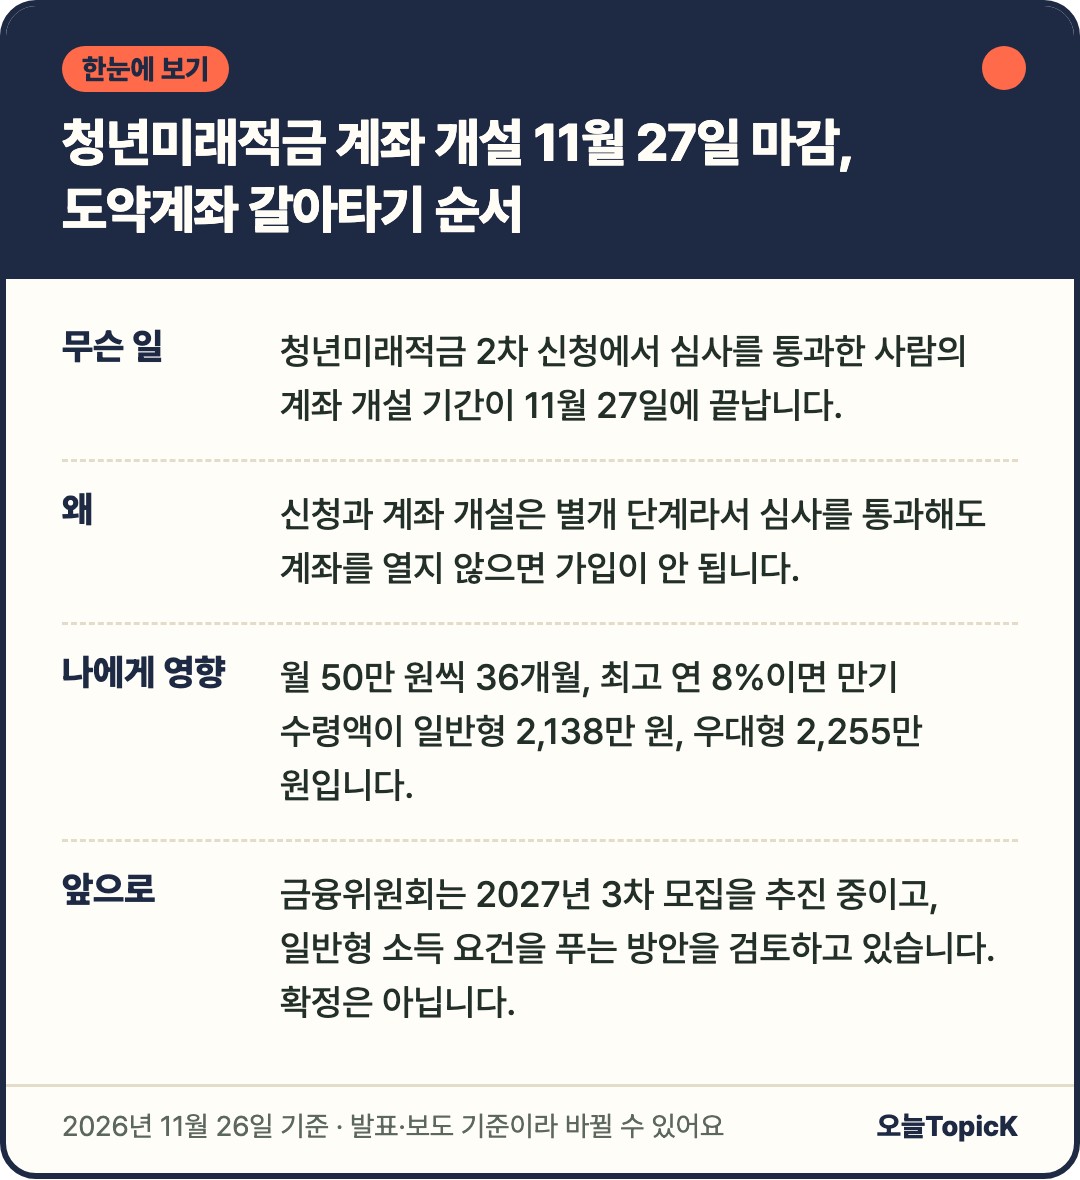 한눈에 보기
청년미래적금 계좌 개설 11월 27일 마감,
도약계좌 갈아타기 순서
무슨 일
청년미래적금 2차 신청에서 심사를 통과한 사람의
계좌 개설 기간이 11월 27일에 끝납니다.
왜
신청과 계좌 개설은 별개 단계라서 심사를 통과해도
계좌를 열지 않으면 가입이 안 됩니다.
나에게 영향
월 50만 원씩 36개월, 최고 연 8%이면 만기
수령액이 일반형 2,138만 원, 우대형 2,255만
원입니다.
앞으로
금융위원회는 2027년 3차 모집을 추진 중이고,
일반형 소득 요건을 푸는 방안을 검토하고 있습니다.
확정은 아닙니다.
2026년 11월 26일 기준 · 발표·보도 기준이라 바뀔 수 있어요
오늘TopicK